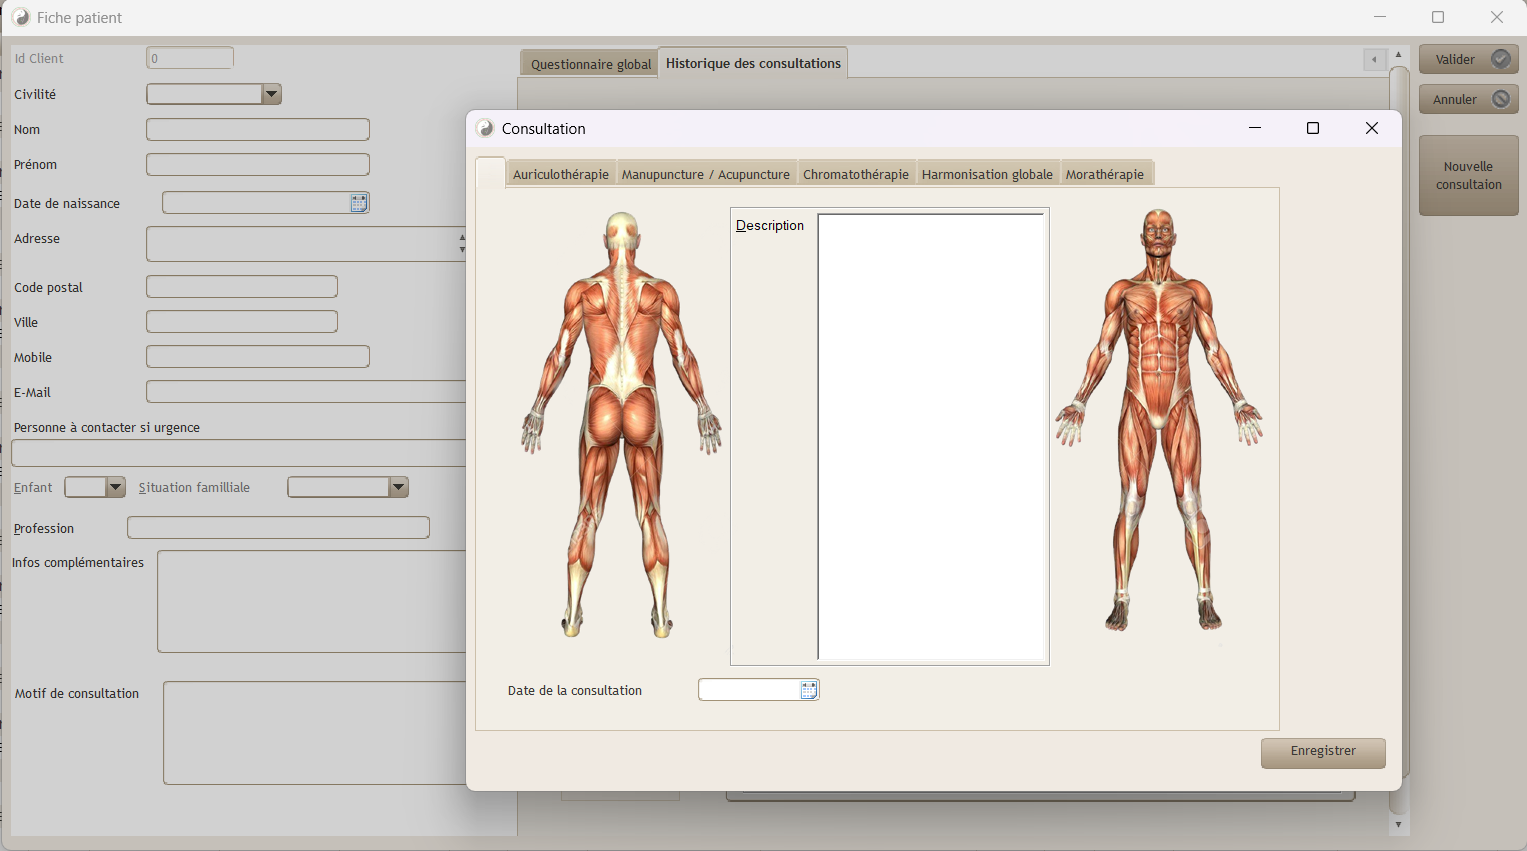 Fiche patient
Id Client 0
Civilité
Nom
Prénom
Date de naissance
Adresse
Code postal
Ville
Mobile
E-Mail
Personne à contacter si urgence
Enfant Situation familliale
Profession
Infos complémentaires
Motif de consultation
Questionnaire global Historique des consultations
Valider
Annuler
Nouvelle
consultaion
Consultation
Auriculothérapie Manupuncture / Acupuncture Chromatothérapie Harmonisation globale Morathérapie
Description
Date de la consultation
Enregistrer